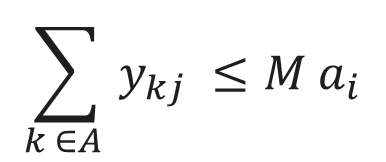 ∑_{k ∈A} y_{kj} ≤ M a_i